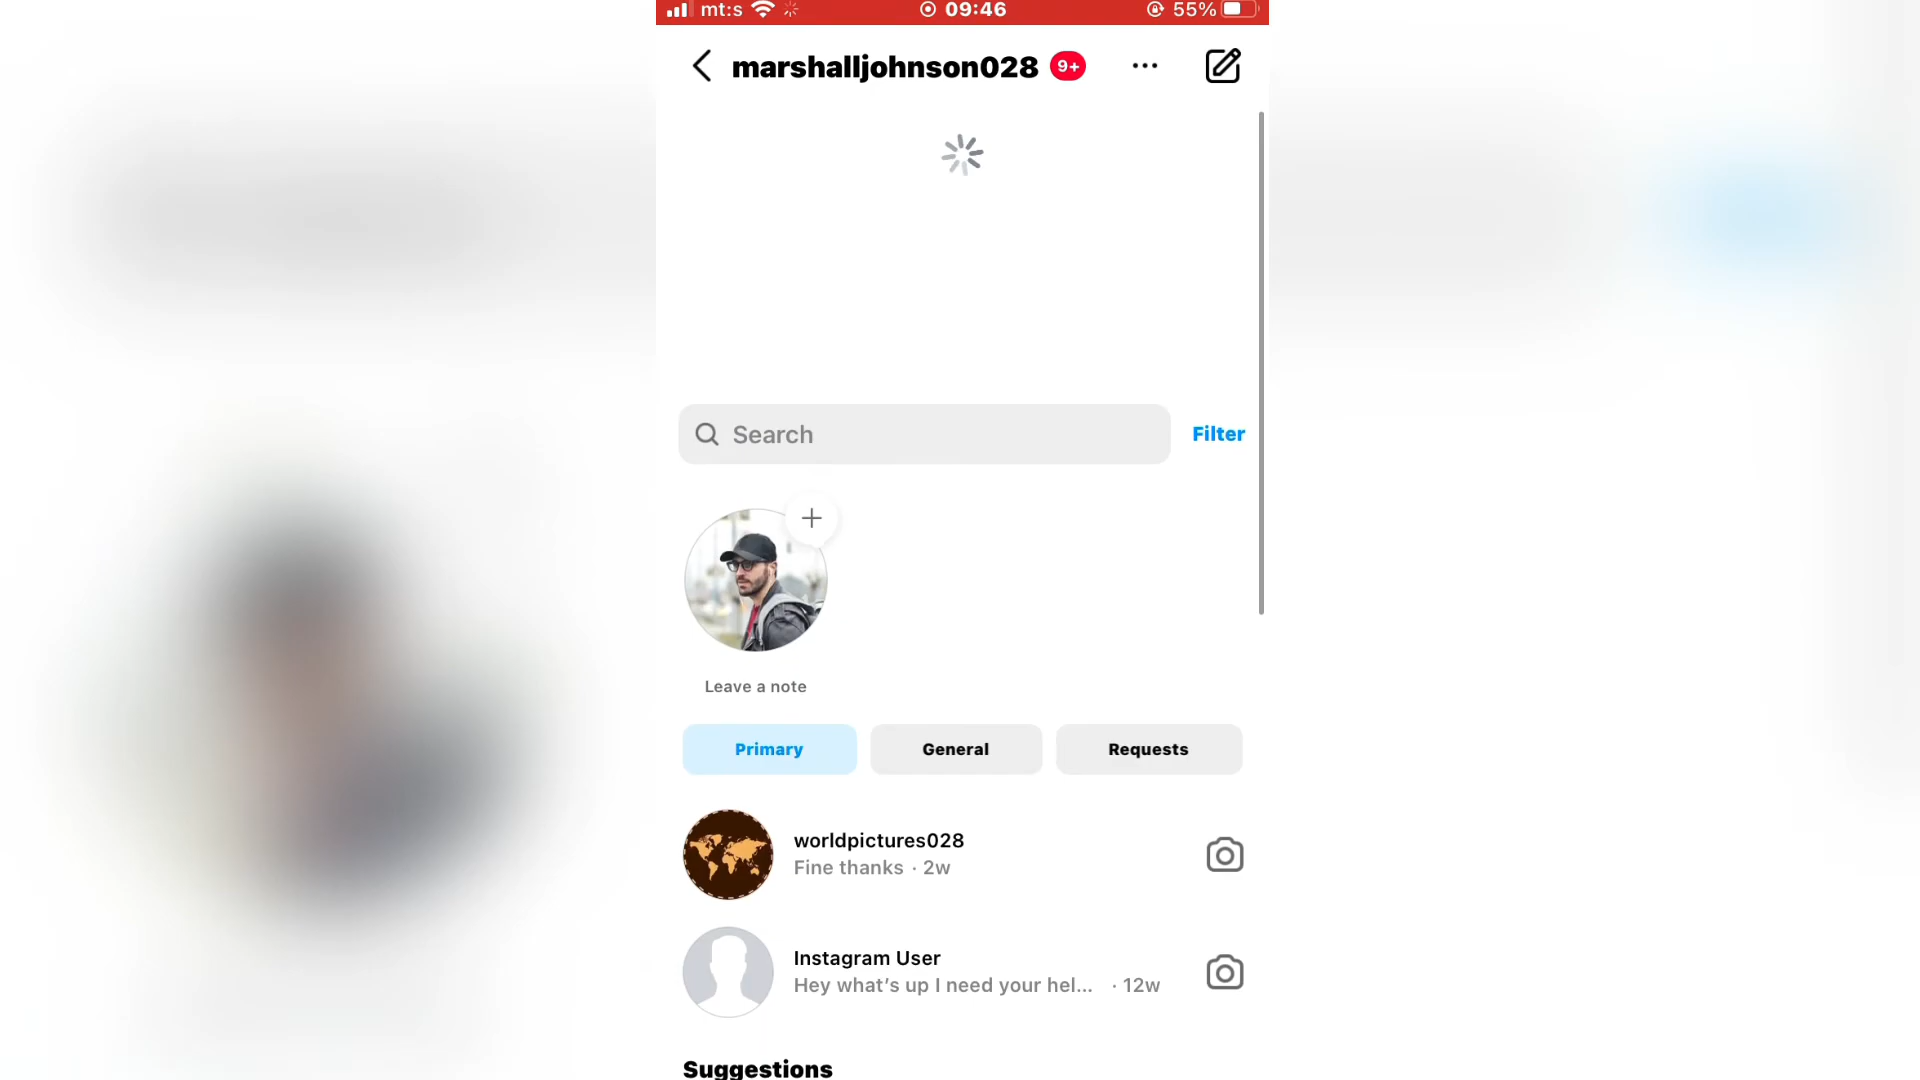 mt:s 09:46 55%
marshalljohnson028 9+
Search
Filter
Leave a note
Primary General Requests
worldpictures028
Fine thanks · 2w
Instagram User
Hey what’s up I need your hel... · 12w
Suggestions